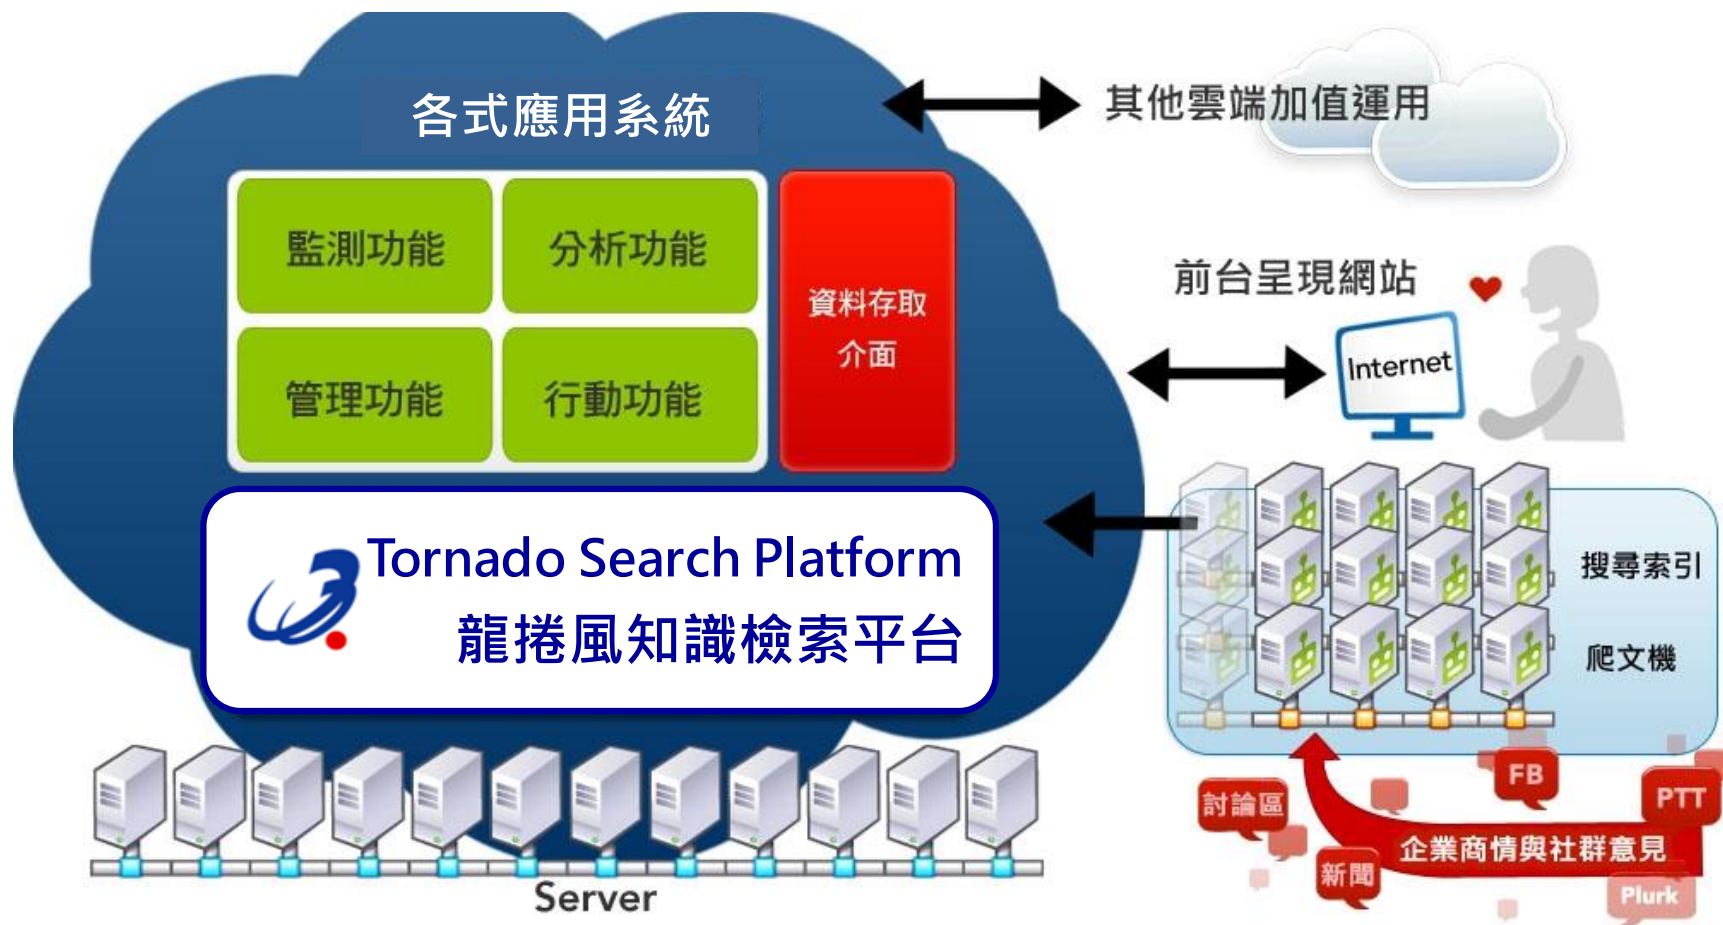 各式應用系統
其他雲端加值運用
監測功能
分析功能
管理功能
行動功能
資料存取
介面
前台呈現網站
Internet
Tornado Search Platform
龍捲風知識檢索平台
搜尋索引
爬文機
Server
FB
PTT
討論區
企業商情與社群意見
新聞
Plurk